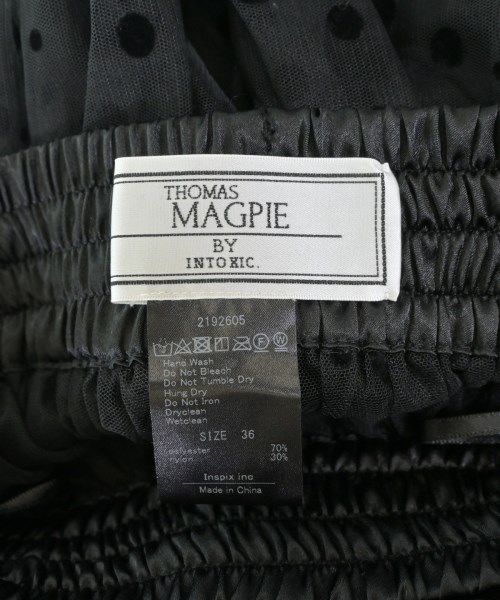 THOMAS
MAGPIE
BY
INTOXIC.
2192605
Hand Wash
Do Not Bleach
Do Not Tumble Dry
Hung Dry
Do Not Iron
Dryclean
Wetclean
SIZE 36
polyester 70%
nylon 30%
Inspix inc
Made in China